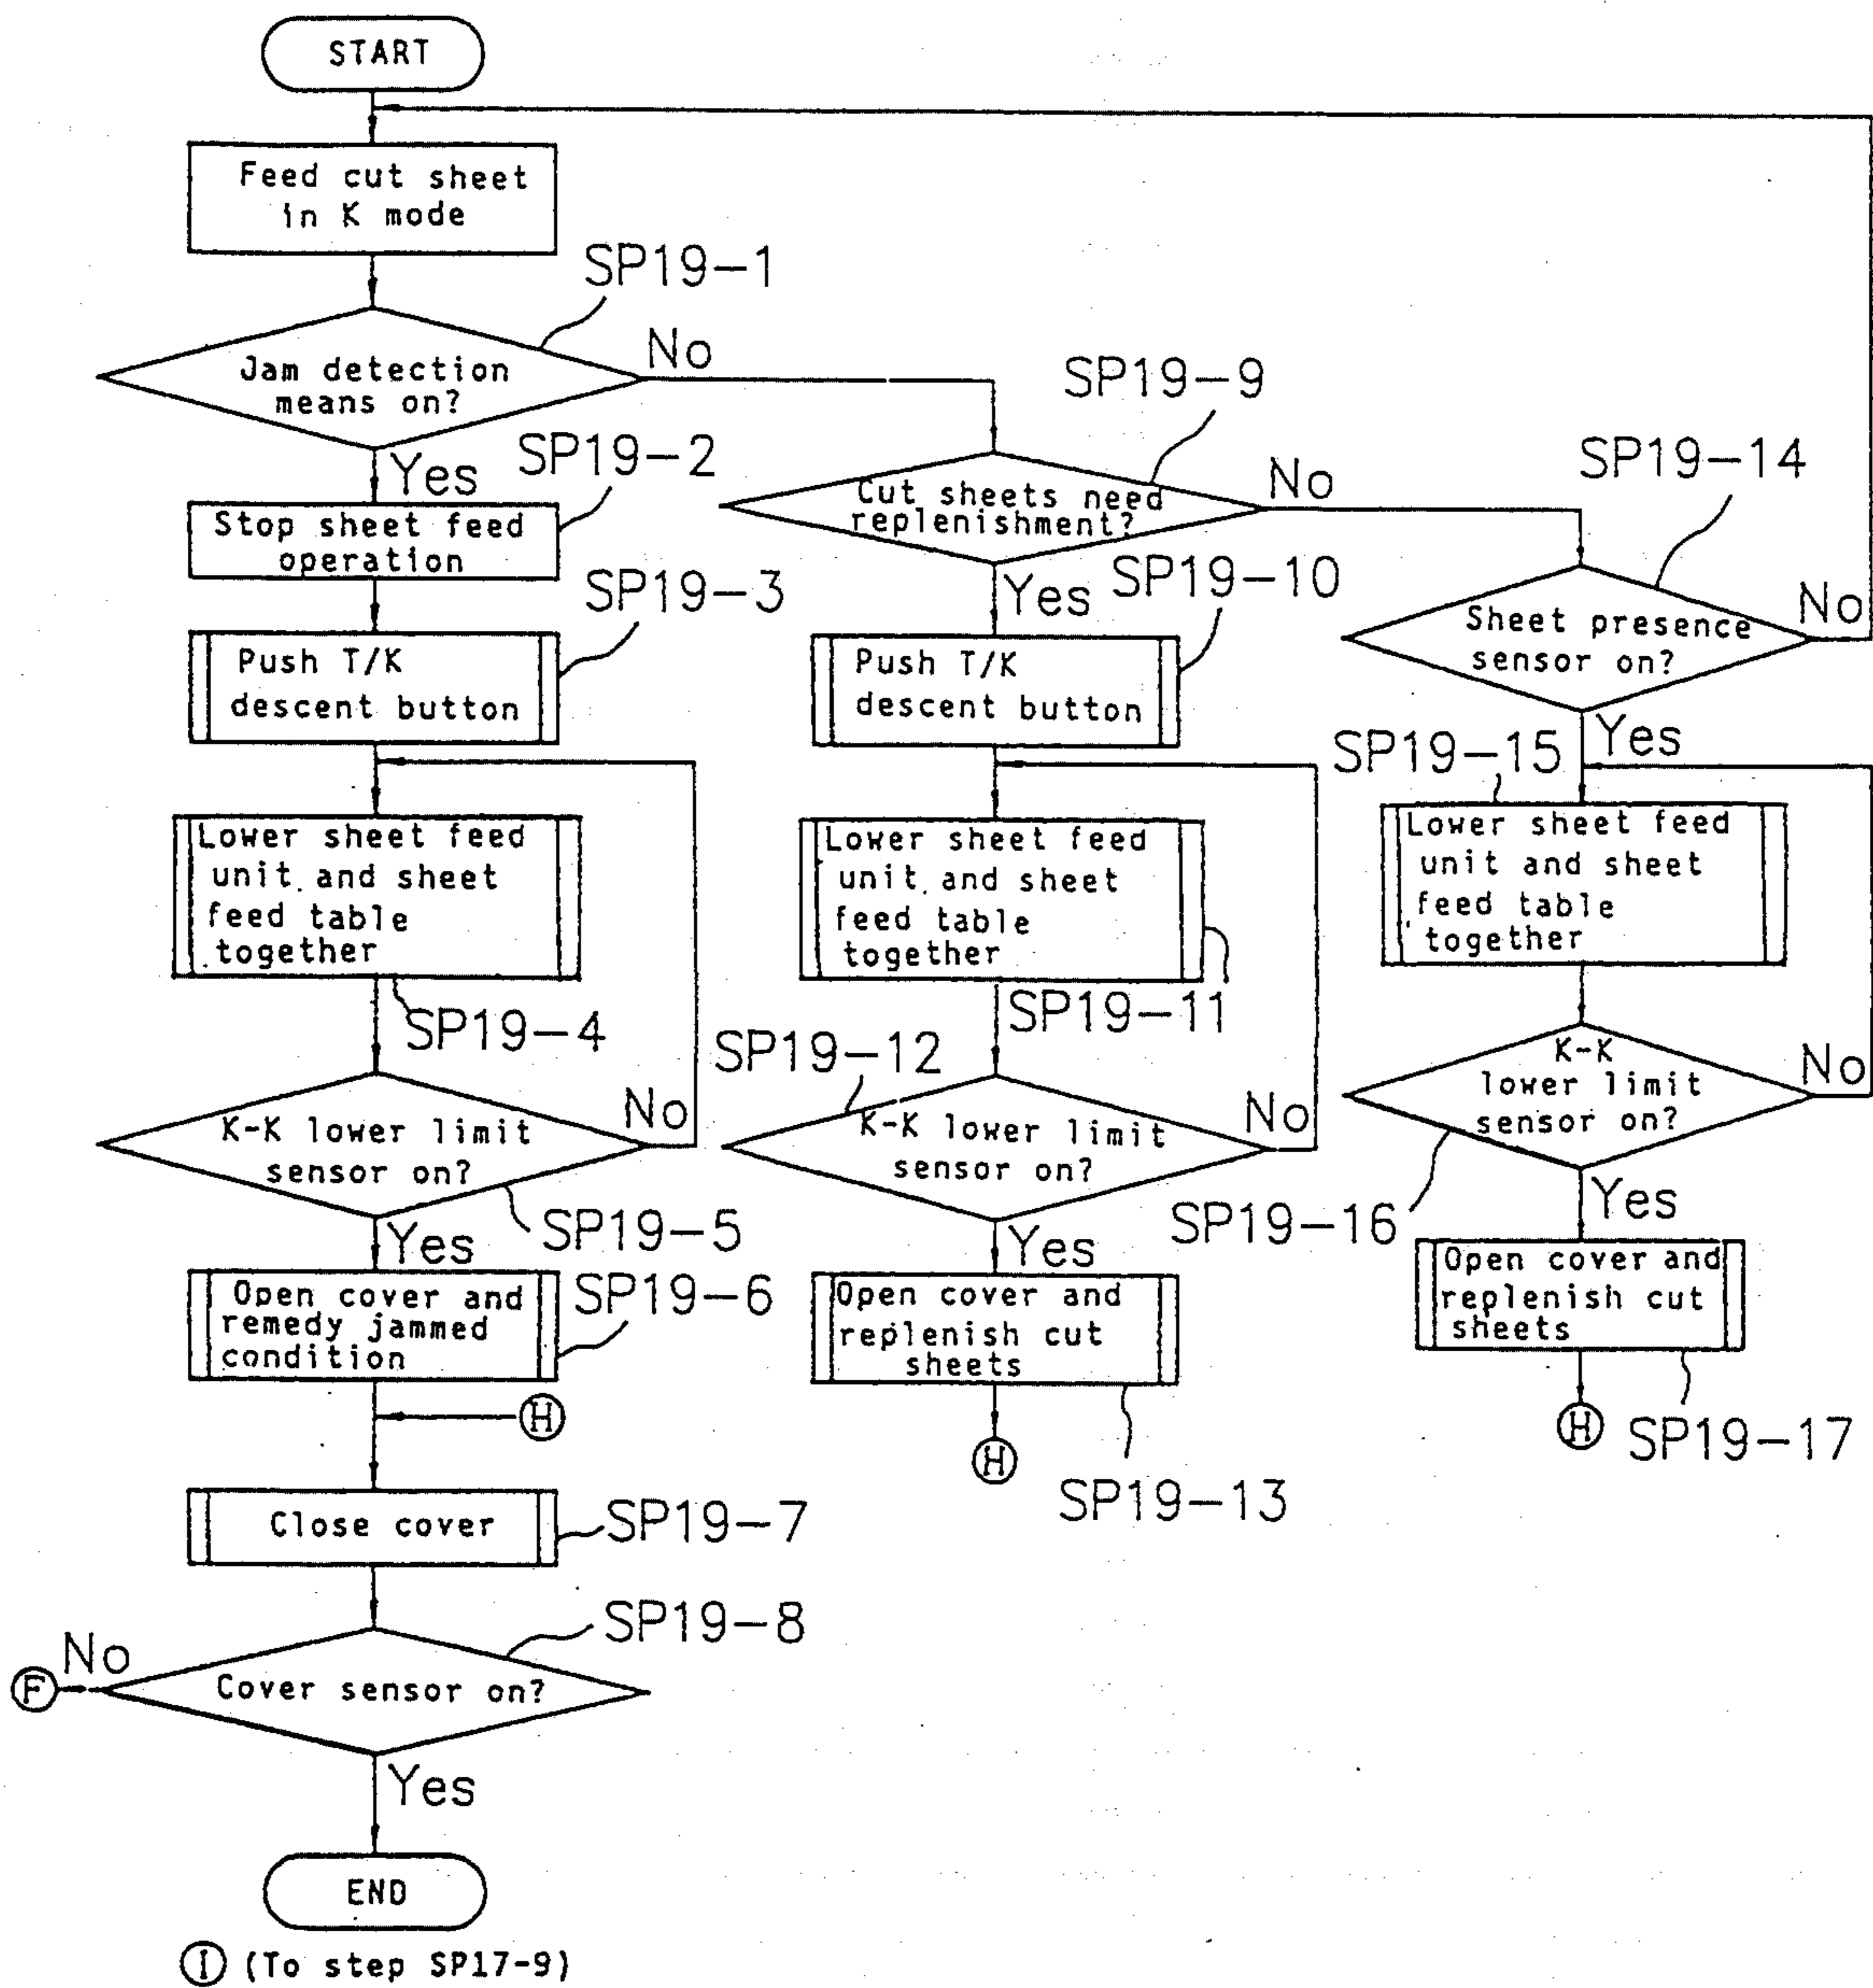 START
Feed cut sheet
in K mode
SP19-1
Jam detection
means on?
No
Yes
SP19-2
Stop sheet feed
operation
SP19-3
Push T/K
descent button
Lower sheet feed
unit and sheet
feed table
together
SP19-4
K-K lower limit
sensor on?
No
SP19-5
Yes
Open cover and
remedy jammed
condition
SP19-6
H
Close cover
SP19-7
SP19-8
Cover sensor on?
No
F
Yes
END
I (To step SP17-9)
SP19-9
Cut sheets need
replenishment?
No
Yes
SP19-10
Push T/K
descent button
Lower sheet feed
unit and sheet
feed table
together
SP19-11
SP19-12
K-K lower limit
sensor on?
No
Yes
Open cover and
replenish cut
sheets
H
SP19-13
SP19-14
Sheet presence
sensor on?
No
Yes
SP19-15
Lower sheet feed
unit and sheet
feed table
together
K-K
lower limit
sensor on?
No
SP19-16
Yes
Open cover and
replenish cut
sheets
H
SP19-17